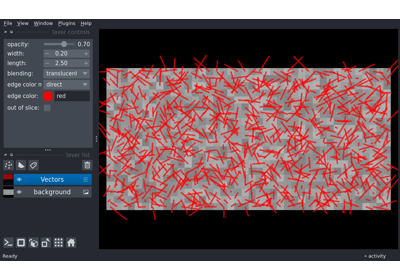 File View Window Plugins Help
layer controls
opacity: 0.70
width: 0.20
length: 2.50
blending: translucent
edge color m direct
edge color: red
out of slice:
layer list
Vectors
background
Ready
activity